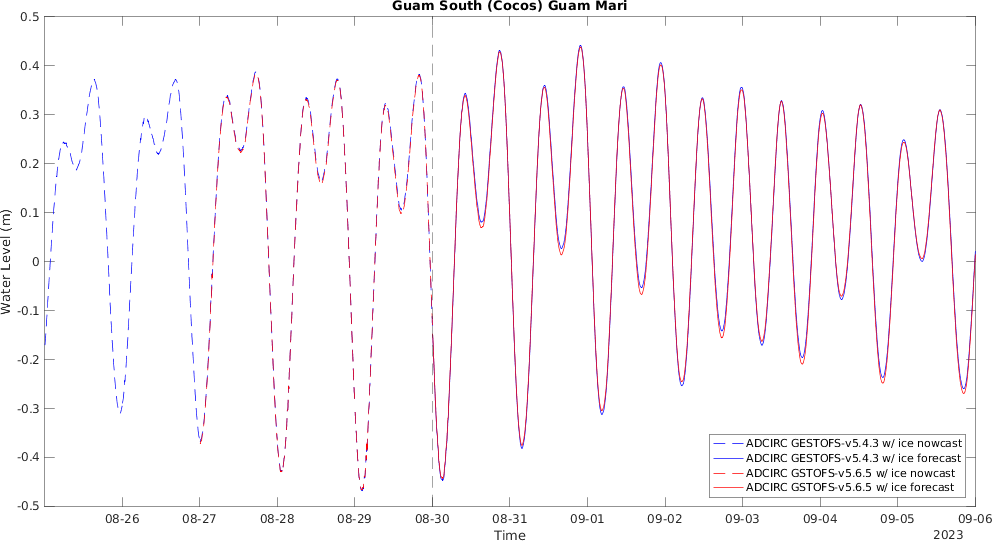 Guam South (Cocos) Guam Mari
0.5
0.4
0.3
0.2
0.1
0
-0.1
-0.2
-0.3
-0.4
-0.5
Water Level (m)
ADCIRC GESTOFS-v5.4.3 w/ ice nowcast
ADCIRC GESTOFS-v5.4.3 w/ ice forecast
ADCIRC GSTOFS-v5.6.5 w/ ice nowcast
ADCIRC GSTOFS-v5.6.5 w/ ice forecast
08-26 08-27 08-28 08-29 08-30 08-31 09-01 09-02 09-03 09-04 09-05 09-06
Time
2023